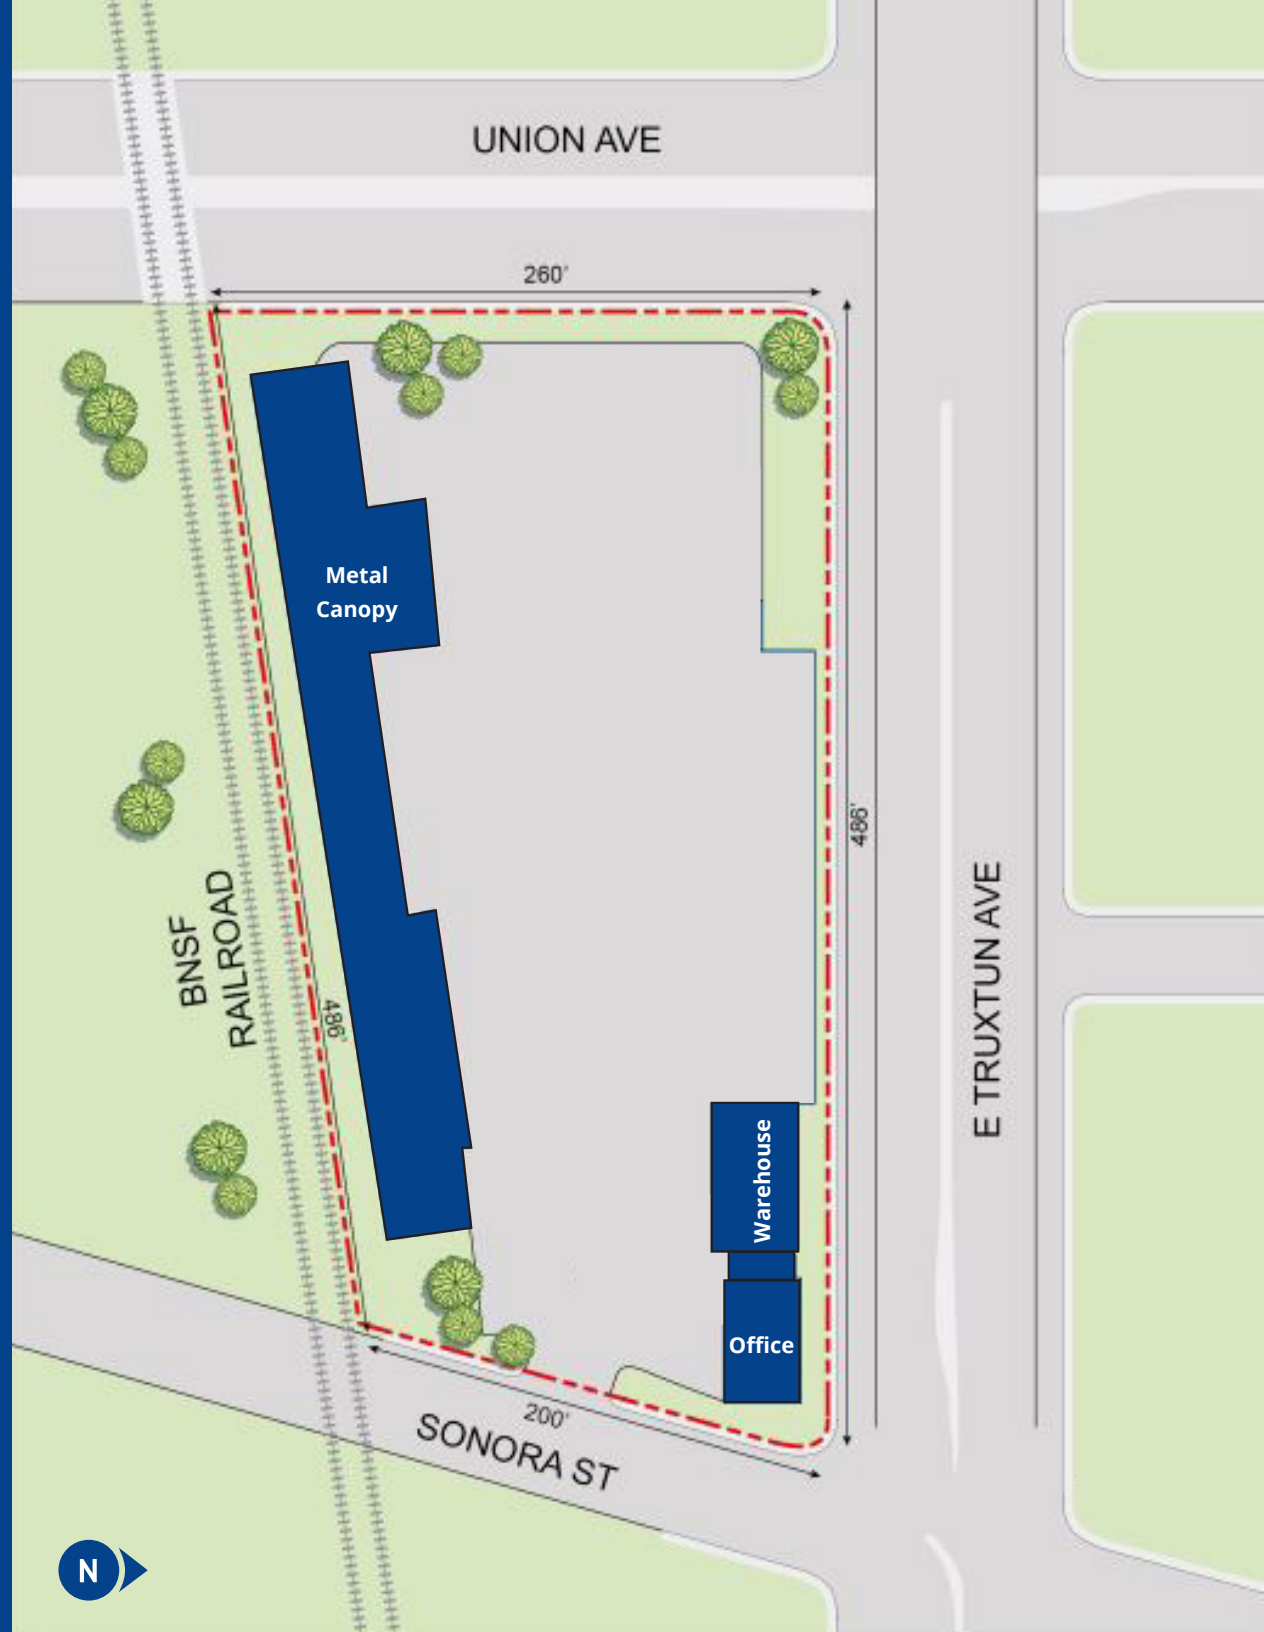 UNION AVE
260'
Metal
Canopy
486'
BNSF
RAILROAD
486'
E TRUXTUN AVE
Warehouse
Office
200'
SONORA ST
N